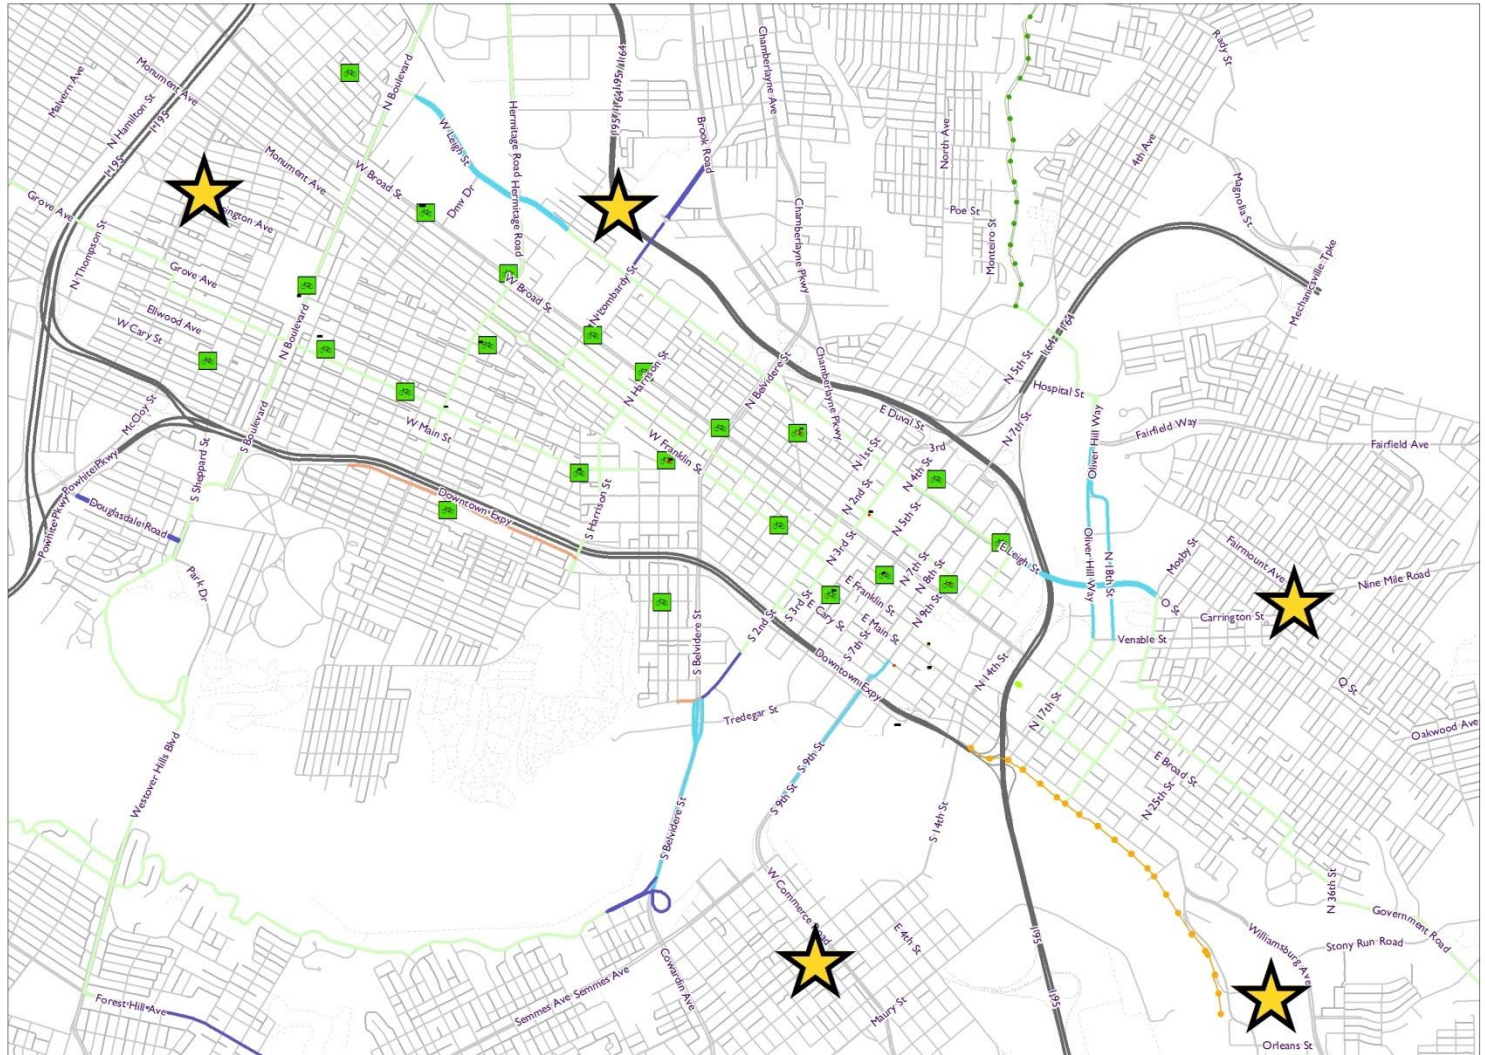 Malvern Ave
Monument Ave
N Hamilton St
I-195
I-195
N Boulevard
W Leigh St
Hermitage Road
Hermitage Road
Dmv Dr
I95/I-64
I95/I-64
Brook Road
Chamberlayne Ave
Chamberlayne Pkwy
North Ave
Poe St
Monteiro St
4th Ave
Rady St
Magnolia St
Mechanicsville Tpke
Monument Ave
W Broad St
Grove Ave
N Thompson St
Grove Ave
Ellwood Ave
W Cary St
N Boulevard
W Broad St
N Lombardy St
N Harrison St
N Belvidere St
Chamberlayne Pkwy
E Duval St
3rd
N 5th St
I-64
I-64
Hospital St
N 7th St
Oliver Hill Way
Fairfield Way
Fairfield Ave
McCloy St
S Boulevard
W Main St
W Franklin St
N 1st St
N 4th St
N 2nd St
N 5th St
N 3rd St
Powhite Pkwy
Powhite Pkwy
S Sheppard St
Douglasdale Road
Downtown Expy
S Harrison St
Park Dr
E Leigh St
Oliver Hill Way
N 18th St
Mosby St
Fairmount Ave
Nine Mile Road
N 7th St
N 8th St
N 9th St
E Franklin St
S 3rd St
E Cary St
E Main St
S 7th St
S 2nd St
S Belvidere St
O St
Carrington St
Venable St
Q St
Oakwood Ave
N 14th St
N 17th St
Downtown Expy
Tredegar St
S 9th St
S 9th St
E Broad St
N 25th St
Westover Hills Blvd
S Belvidere St
S 14th St
W Commerce Road
E 4th St
N 36th St
Government Road
Stony Run Road
Williamsburg Ave
I95
I95
Cowardin Ave
Semmes Ave
Semmes Ave
Maury St
Forest Hill Ave
Orleans St